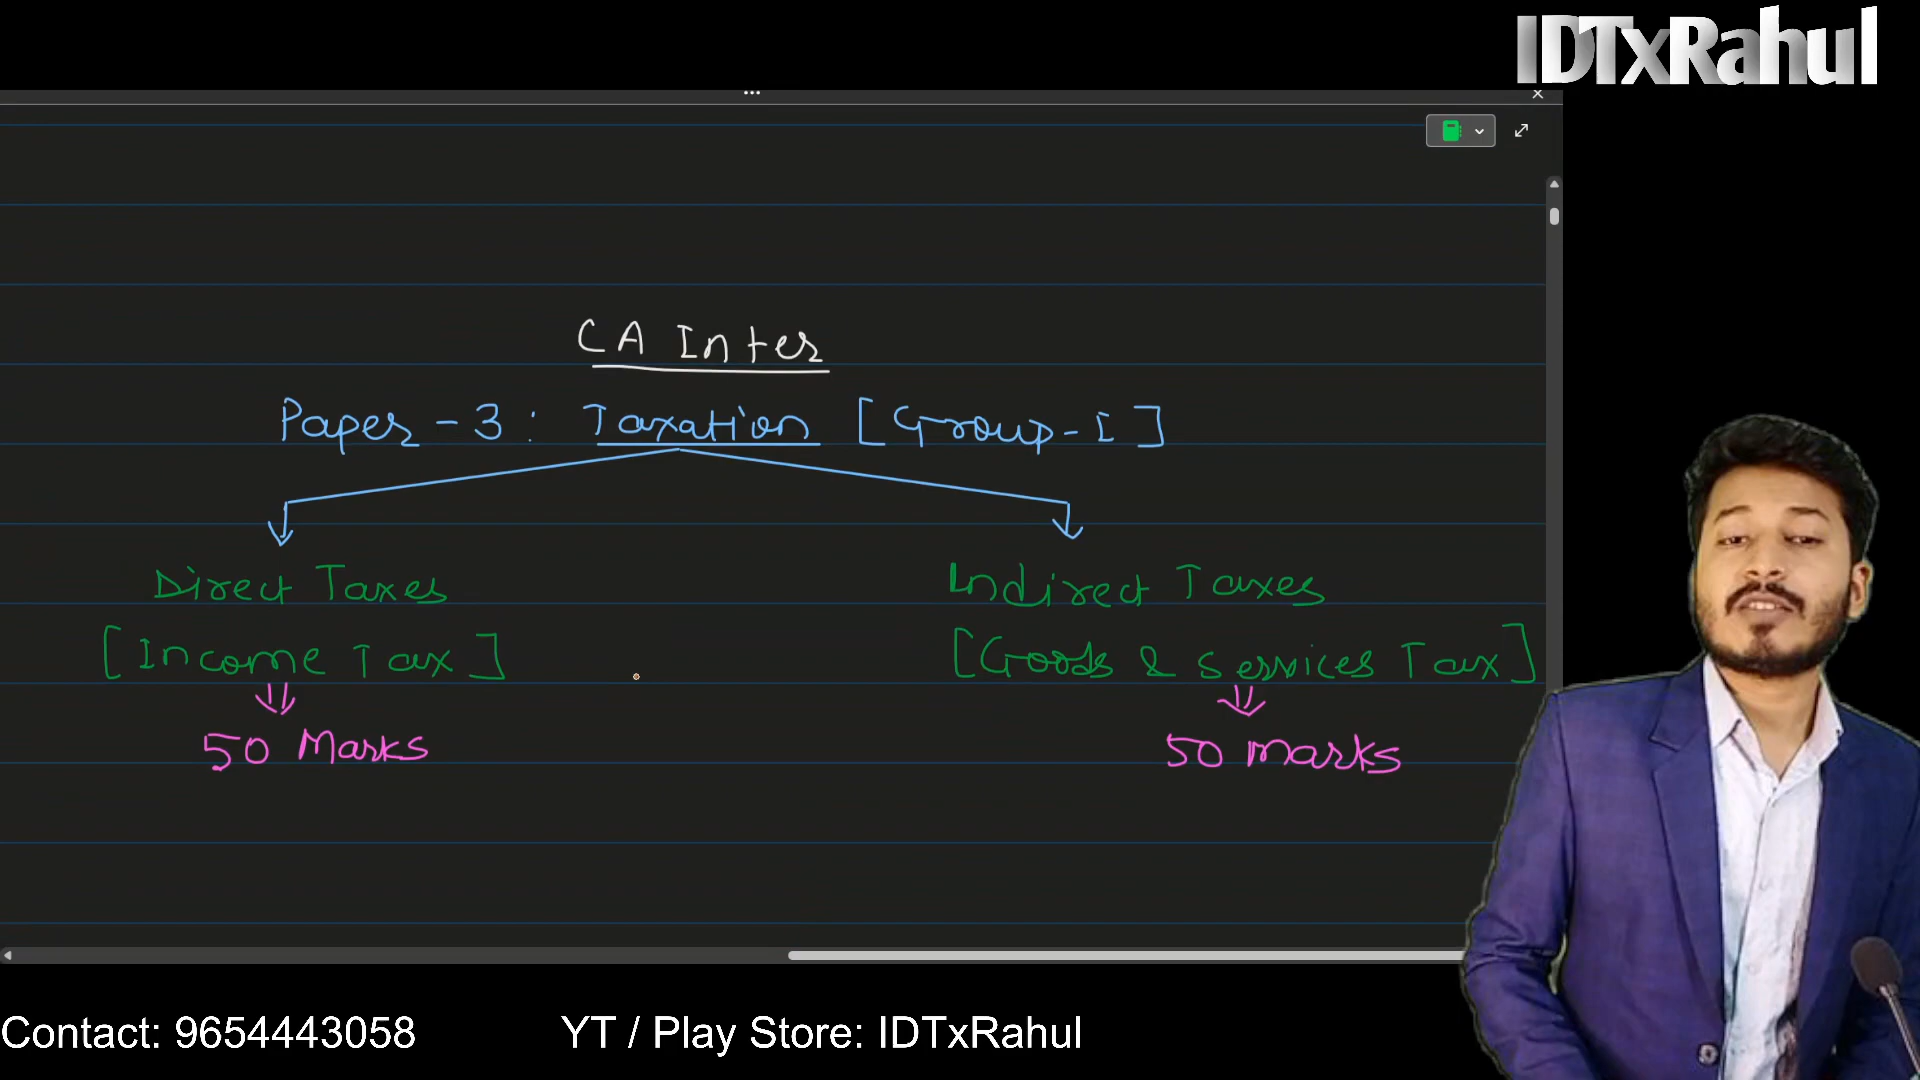 IDTxRahul
CA Inter
Paper - 3 : Taxation [Group-I]
Direct Taxes
Indirect Taxes
[Income Tax]
[Goods & Services Tax]
50 Marks
50 marks
Contact: 9654443058
YT / Play Store: IDTxRahul